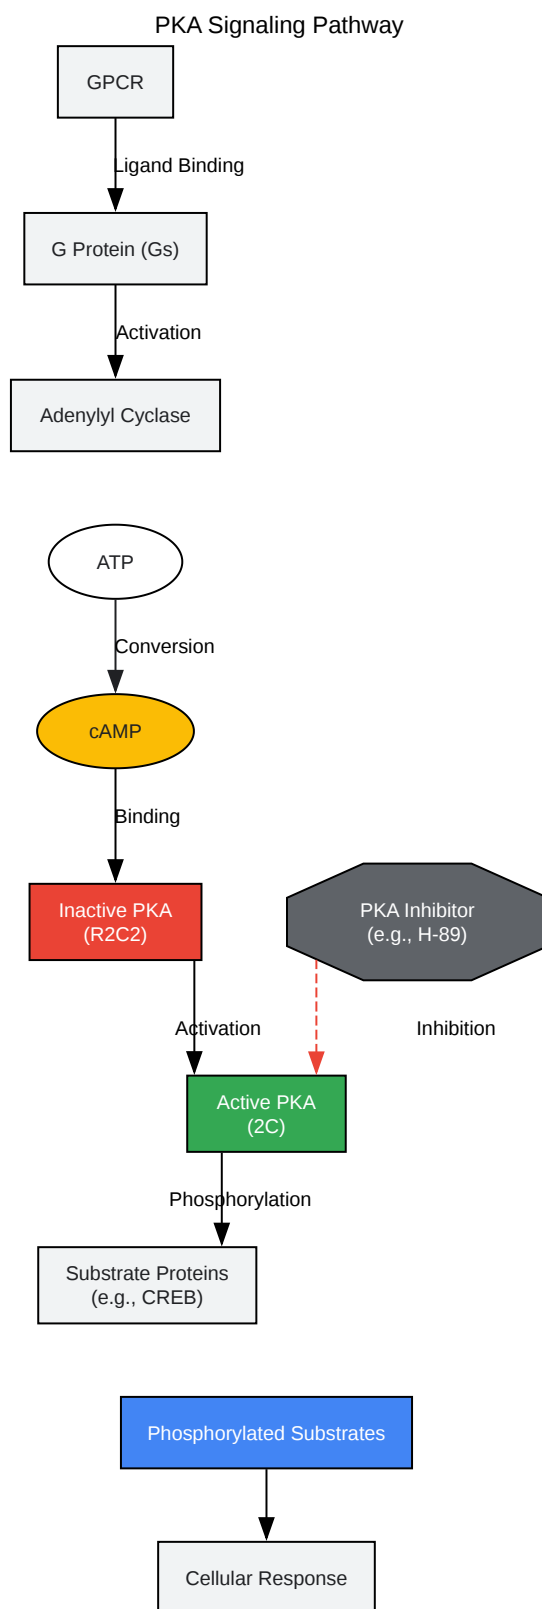 PKA Signaling Pathway
GPCR
Ligand Binding
G Protein (Gs)
Activation
Adenylyl Cyclase
ATP
Conversion
cAMP
Binding
Inactive PKA
(R2C2)
PKA Inhibitor
(e.g., H-89)
Activation
Inhibition
Active PKA
(2C)
Phosphorylation
Substrate Proteins
(e.g., CREB)
Phosphorylated Substrates
Cellular Response